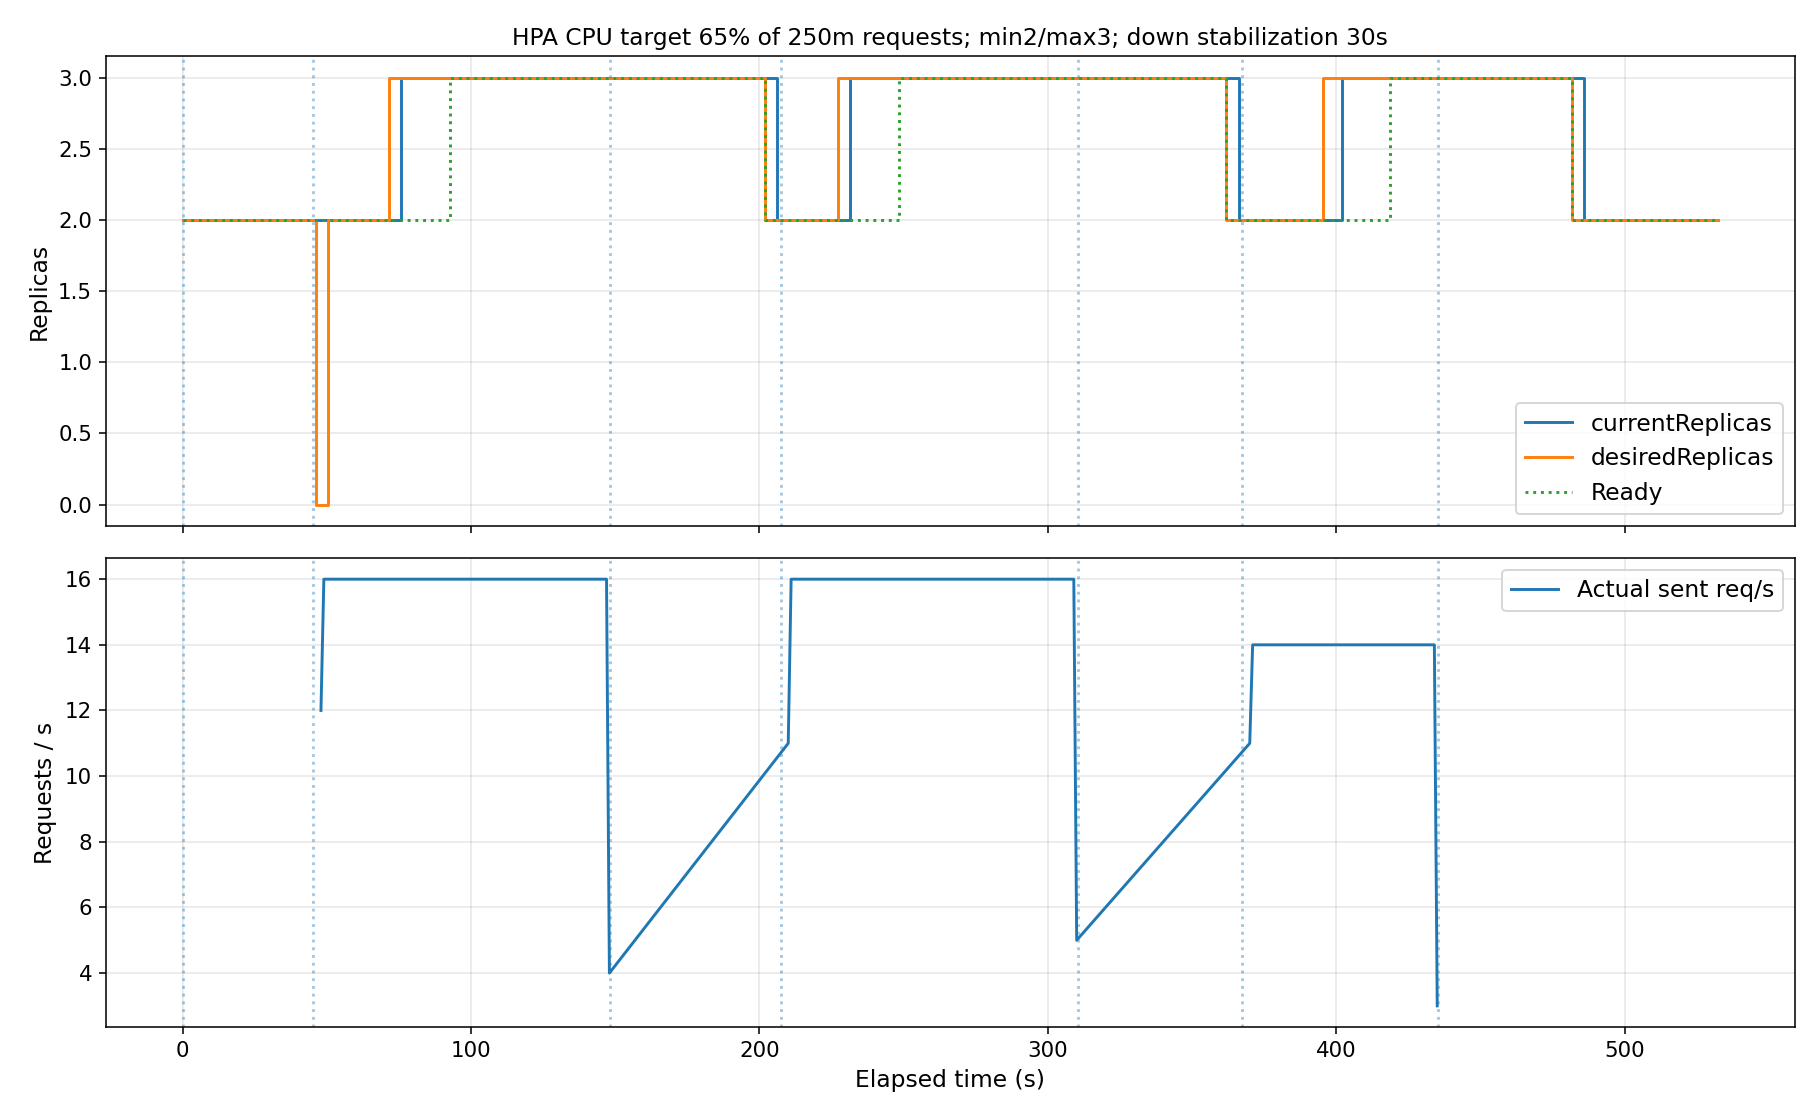 HPA CPU target 65% of 250m requests; min2/max3; down stabilization 30s
Replicas
3.0
2.5
2.0
1.5
1.0
0.5
0.0
currentReplicas
desiredReplicas
Ready
Requests / s
16
14
12
10
8
6
4
Actual sent req/s
0 100 200 300 400 500
Elapsed time (s)